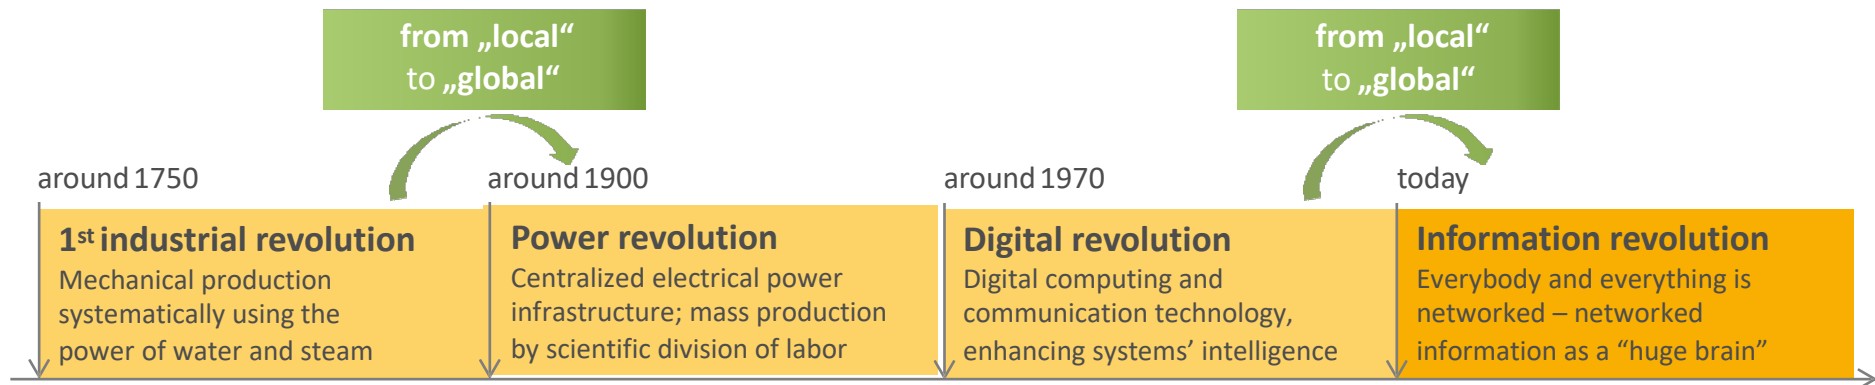 from „local“
to „global“
from „local“
to „global“
around 1750
around 1900
around 1970
today
1st industrial revolution
Mechanical production
systematically using the
power of water and steam
Power revolution
Centralized electrical power
infrastructure; mass production
by scientific division of labor
Digital revolution
Digital computing and
communication technology,
enhancing systems’ intelligence
Information revolution
Everybody and everything is
networked – networked
information as a “huge brain”